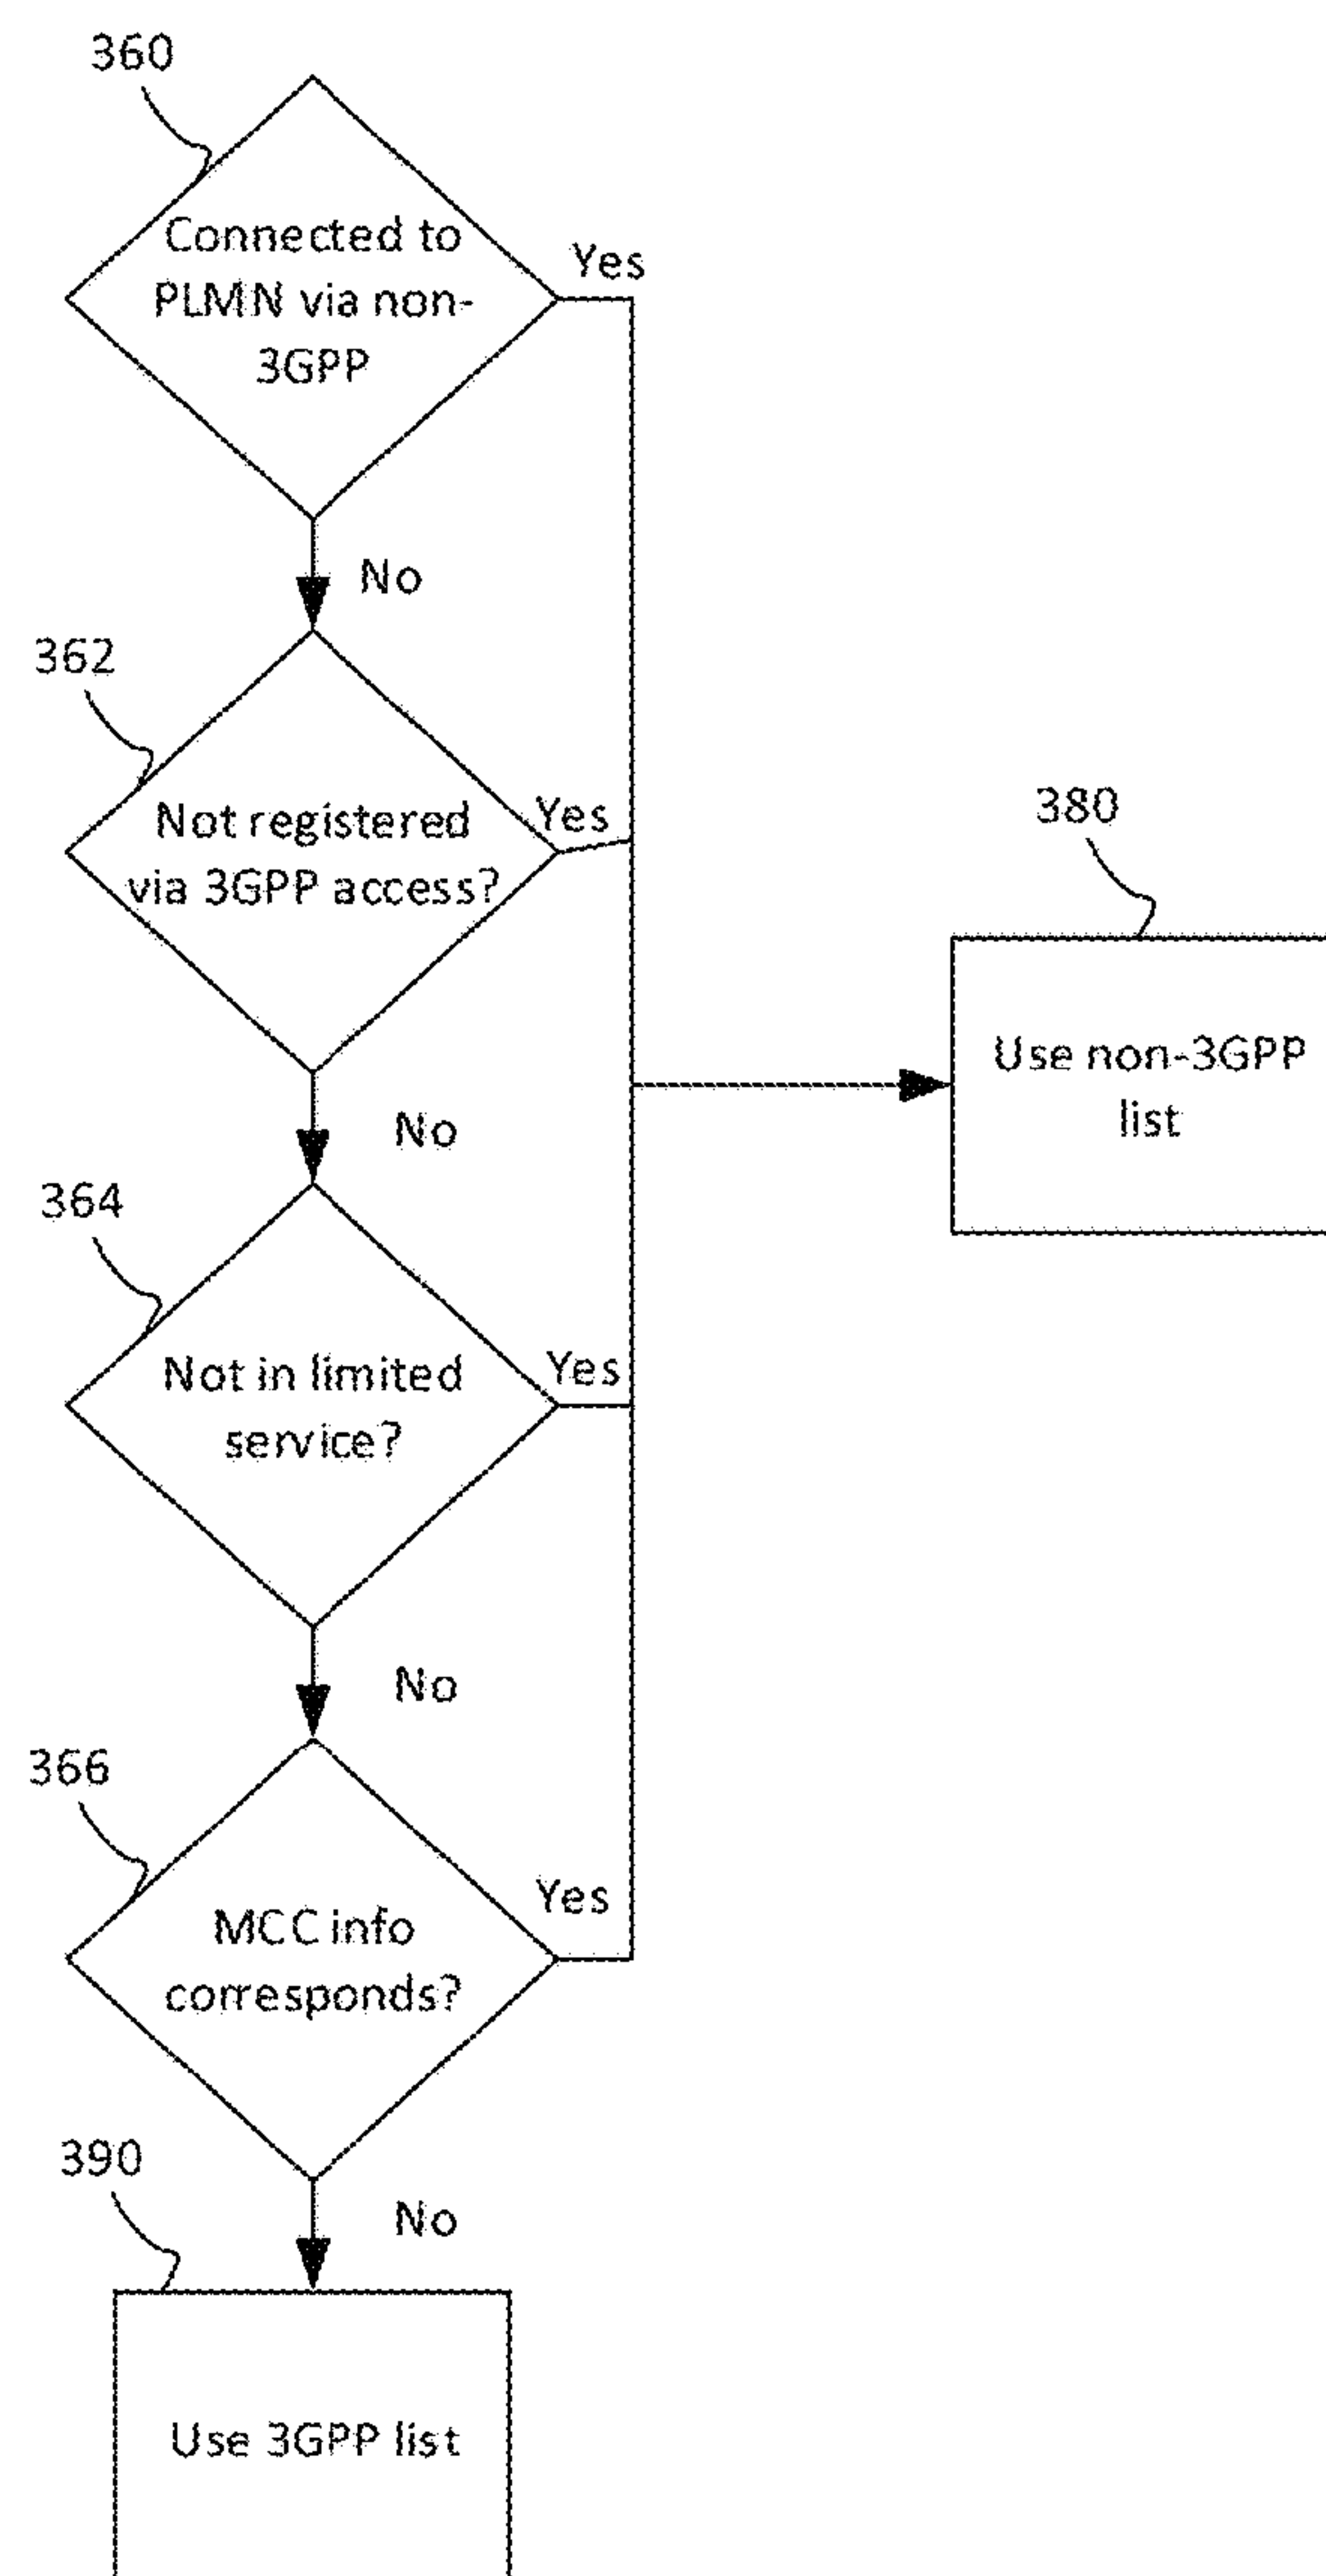 360
Connected to
PLMN via non-
3GPP
Yes
No
362
Not registered
via 3GPP access?
Yes
380
Use non-3GPP
list
No
364
Not in limited
service?
Yes
No
366
MCC info
corresponds?
Yes
390
No
Use 3GPP list